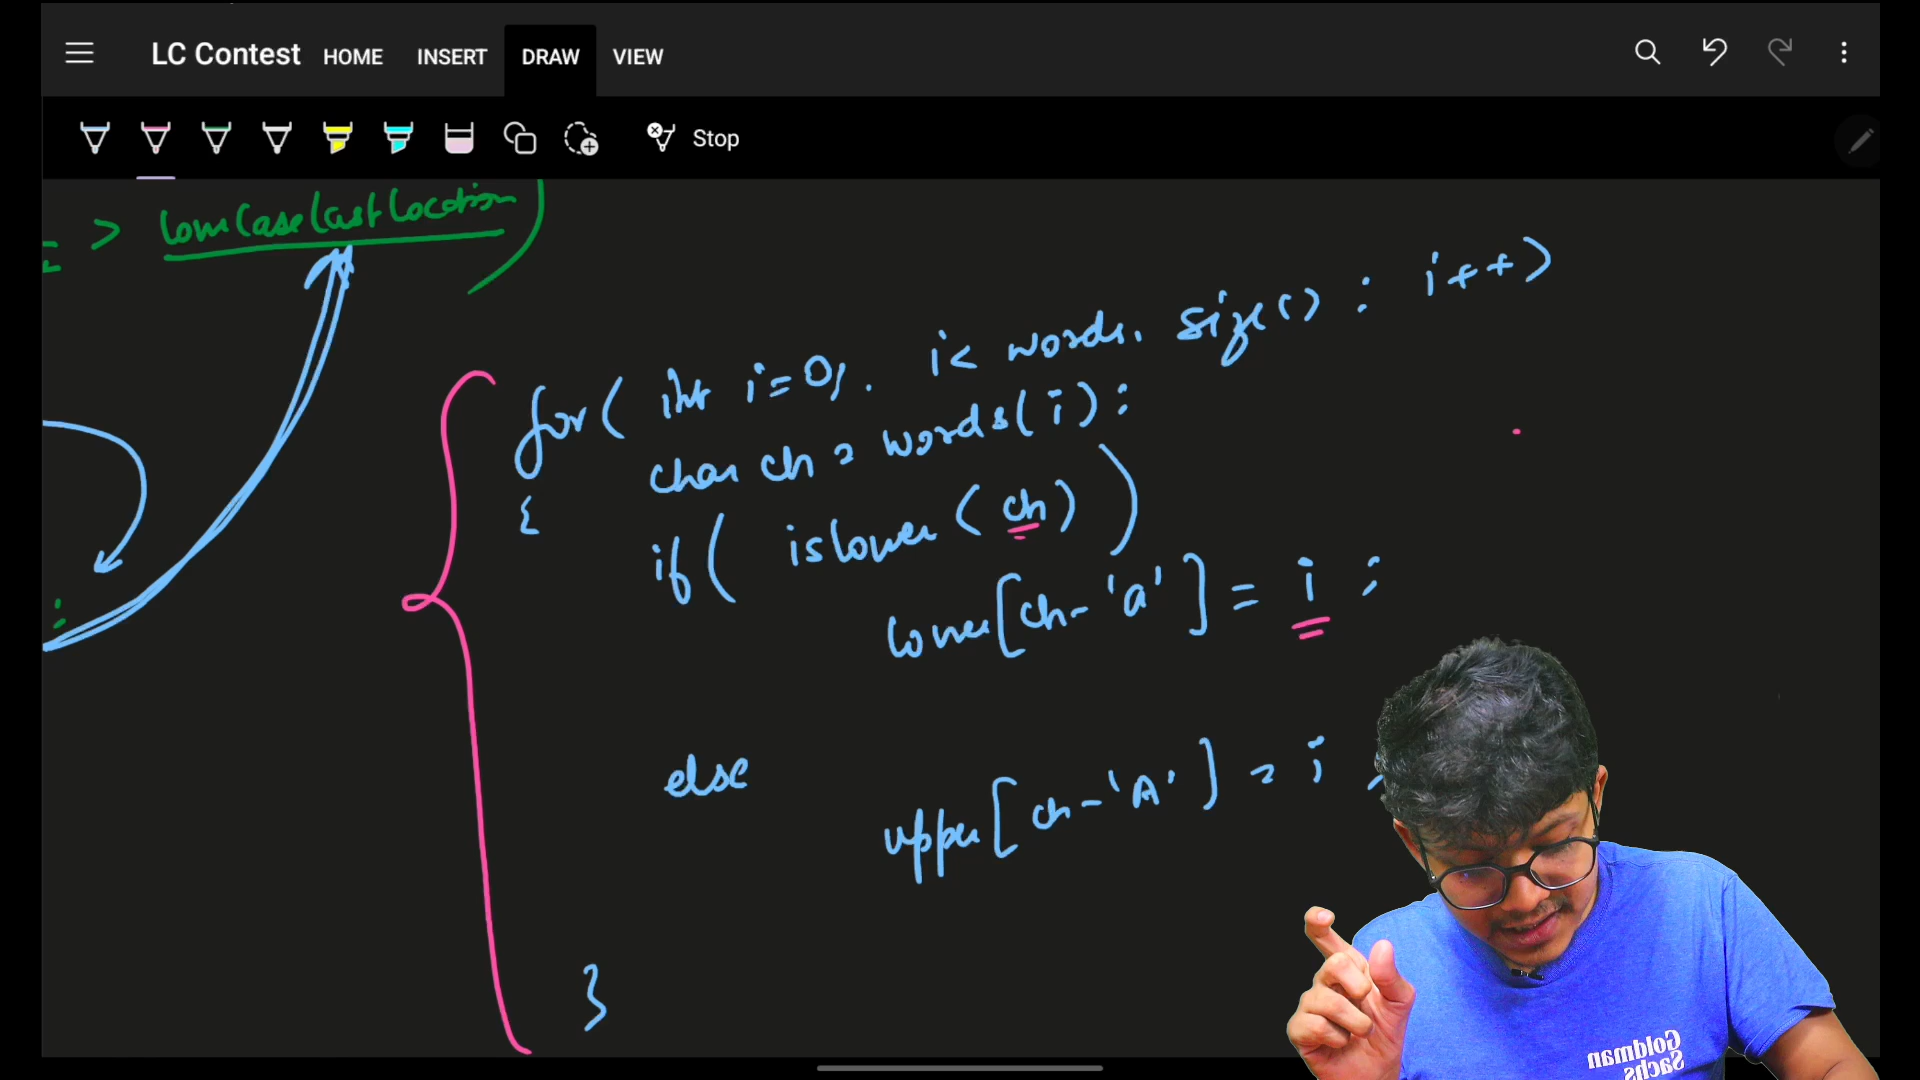 LC Contest HOME INSERT DRAW VIEW
Stop
> lowCaseLastLocation )
for( int i=0; i< words. size() ; i++)
char ch = words(i);
{
if( islower (ch) )
lower[ch-'a'] = i ;
else
upper[ch-'A'] = i ;
}
Goldman
Sachs